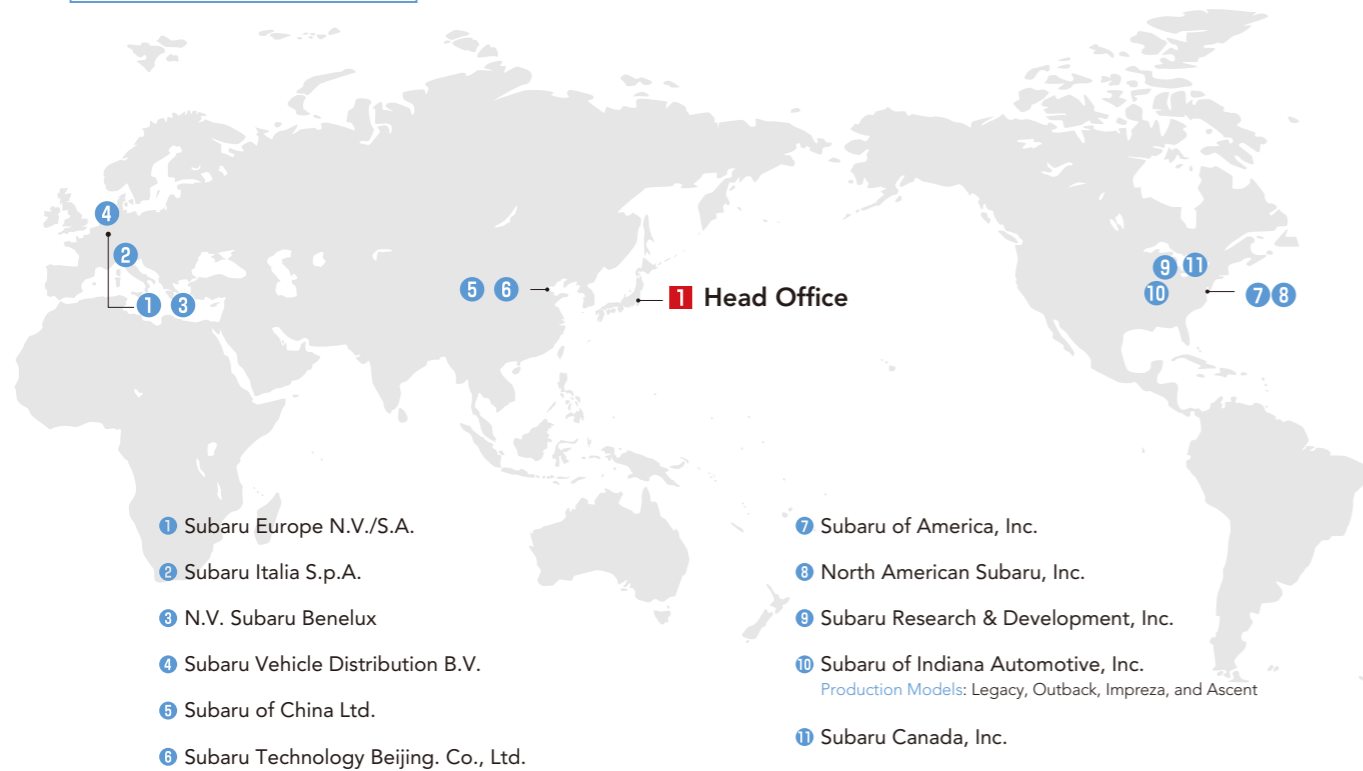 4
2
1 3
5 6
1 Head Office
9 11
10
7 8
1 Subaru Europe N.V./S.A.
2 Subaru Italia S.p.A.
3 N.V. Subaru Benelux
4 Subaru Vehicle Distribution B.V.
5 Subaru of China Ltd.
6 Subaru Technology Beijing. Co., Ltd.
7 Subaru of America, Inc.
8 North American Subaru, Inc.
9 Subaru Research & Development, Inc.
10 Subaru of Indiana Automotive, Inc.
Production Models: Legacy, Outback, Impreza, and Ascent
11 Subaru Canada, Inc.